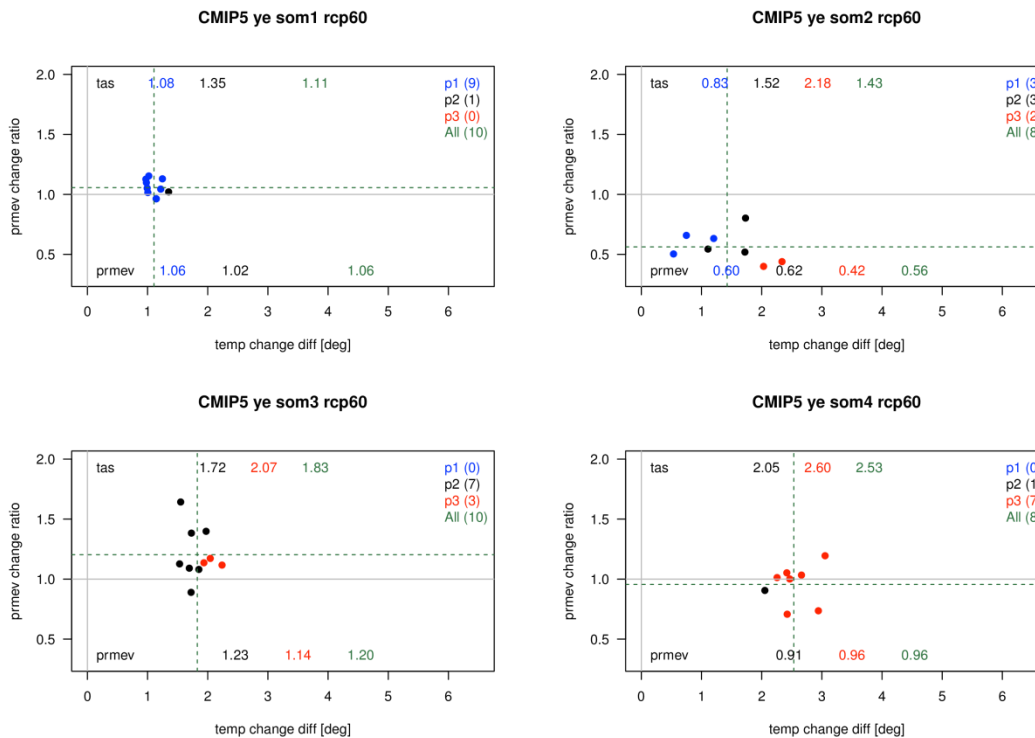 CMIP5 ye som1 rcp60
tas 1.08 1.35 1.11 p1 (9)
p2 (1)
p3 (0)
All (10)
prmev 1.06 1.02 1.06
prmev change ratio
2.0
1.5
1.0
0.5
0 1 2 3 4 5 6
temp change diff [deg]
CMIP5 ye som2 rcp60
tas 0.83 1.52 2.18 1.43 p1 (3
p2 (3
p3 (2
All (8
prmev 0.60 0.62 0.42 0.56
prmev change ratio
2.0
1.5
1.0
0.5
0 1 2 3 4 5 6
temp change diff [deg]
CMIP5 ye som3 rcp60
tas 1.72 2.07 1.83 p1 (0)
p2 (7)
p3 (3)
All (10)
prmev 1.23 1.14 1.20
prmev change ratio
2.0
1.5
1.0
0.5
0 1 2 3 4 5 6
temp change diff [deg]
CMIP5 ye som4 rcp60
tas 2.05 2.60 2.53 p1 (0
p2 (1
p3 (7
All (8
prmev 0.91 0.96 0.96
prmev change ratio
2.0
1.5
1.0
0.5
0 1 2 3 4 5 6
temp change diff [deg]